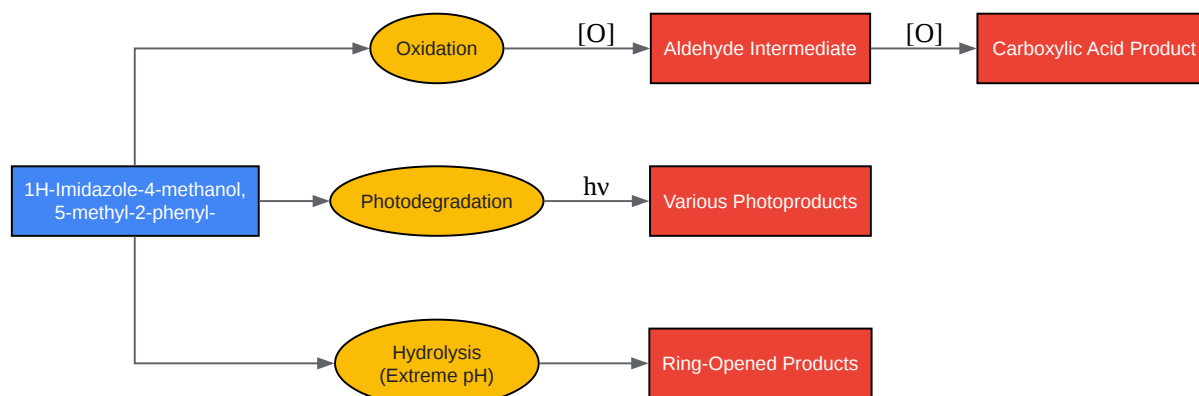 Oxidation
[O]
Aldehyde Intermediate
[O]
Carboxylic Acid Product
1H-Imidazole-4-methanol,
5-methyl-2-phenyl-
Photodegradation
hν
Various Photoproducts
Hydrolysis
(Extreme pH)
Ring-Opened Products